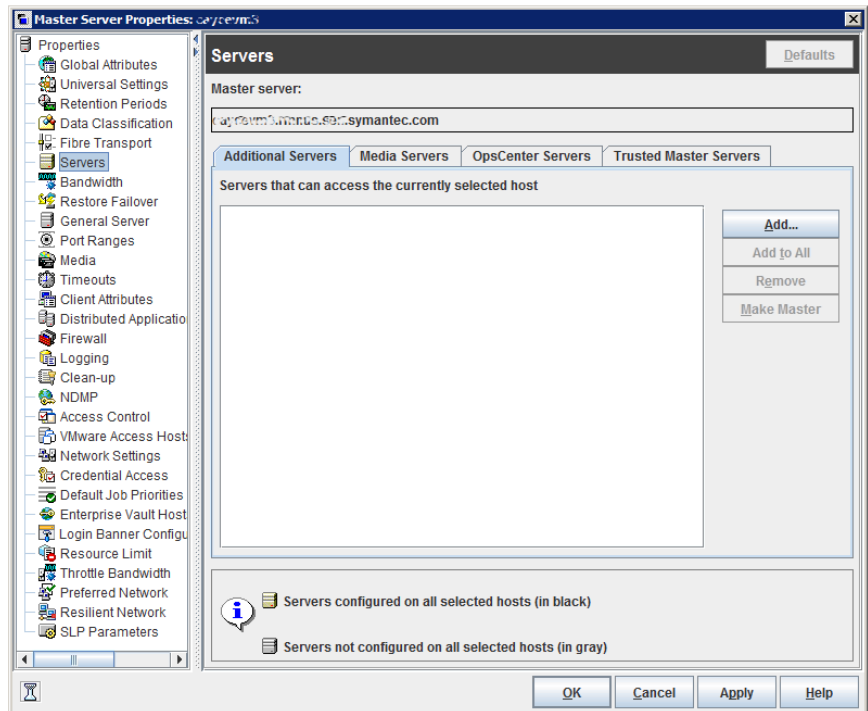 Master Server Properties:
Properties
Global Attributes
Universal Settings
Retention Periods
Data Classification
Fibre Transport
Servers
Bandwidth
Restore Failover
General Server
Port Ranges
Media
Timeouts
Client Attributes
Distributed Applicatio
Firewall
Logging
Clean-up
NDMP
Access Control
VMware Access Host
Network Settings
Credential Access
Default Job Priorities
Enterprise Vault Host
Login Banner Configu
Resource Limit
Throttle Bandwidth
Preferred Network
Resilient Network
SLP Parameters
Servers
Defaults
Master server:
symantec.com
Additional Servers Media Servers OpsCenter Servers Trusted Master Servers
Servers that can access the currently selected host
Add...
Add to All
Remove
Make Master
Servers configured on all selected hosts (in black)
Servers not configured on all selected hosts (in gray)
OK Cancel Apply Help